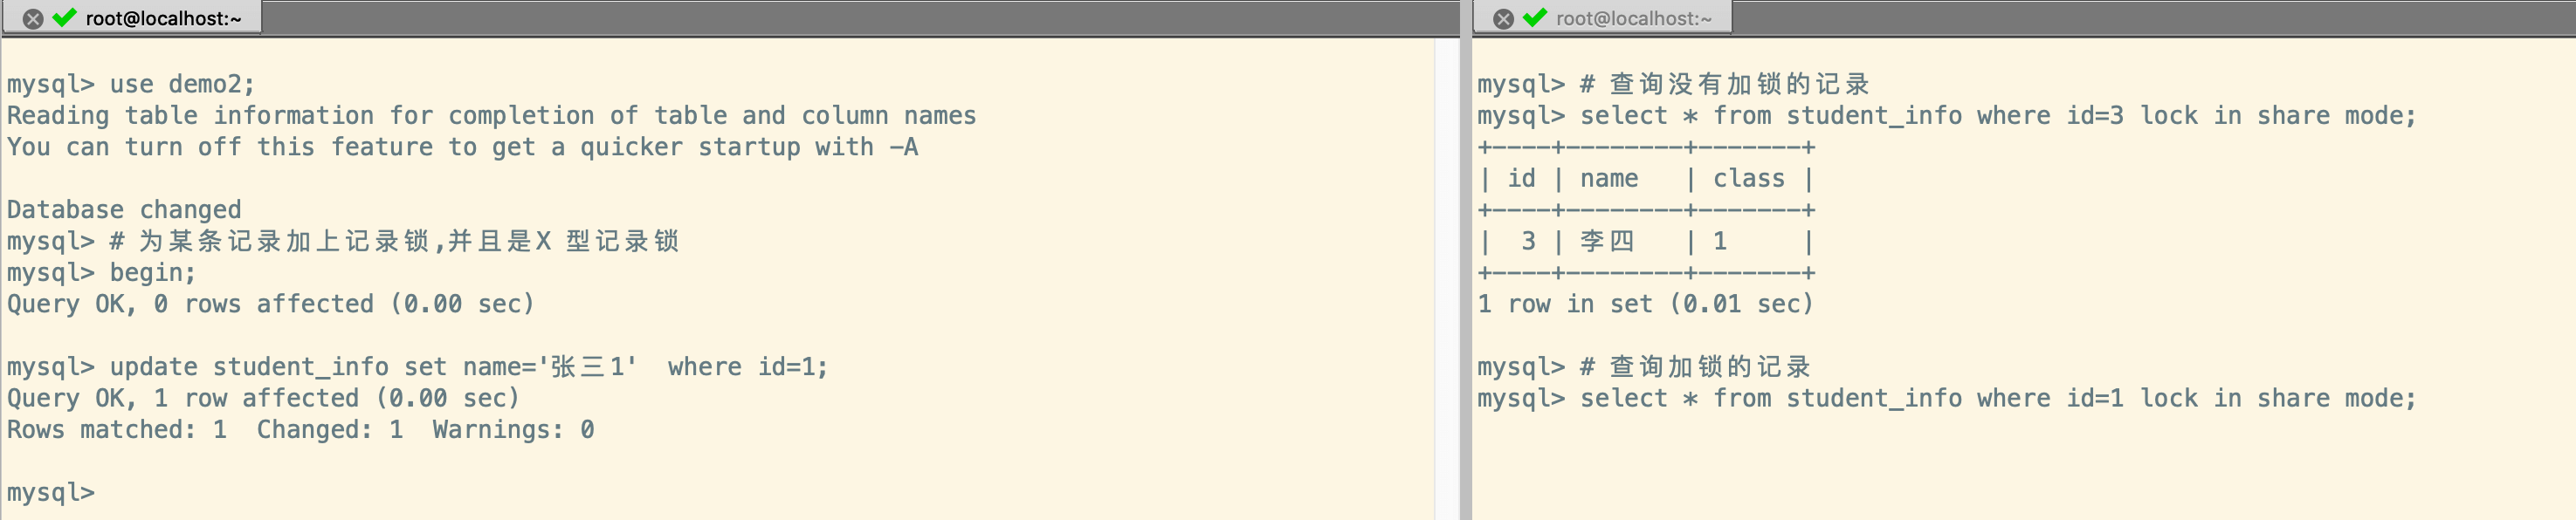 root@localhost:~
mysql> use demo2;
Reading table information for completion of table and column names
You can turn off this feature to get a quicker startup with -A
Database changed
mysql> # 为某条记录加上记录锁,并且是X 型记录锁
mysql> begin;
Query OK, 0 rows affected (0.00 sec)
mysql> update student_info set name='张三1'  where id=1;
Query OK, 1 row affected (0.00 sec)
Rows matched: 1  Changed: 1  Warnings: 0
mysql>
root@localhost:~
mysql> # 查询没有加锁的记录
mysql> select * from student_info where id=3 lock in share mode;
+----+--------+-------+
| id | name   | class |
+----+--------+-------+
|  3 | 李四   | 1     |
+----+--------+-------+
1 row in set (0.01 sec)
mysql> # 查询加锁的记录
mysql> select * from student_info where id=1 lock in share mode;